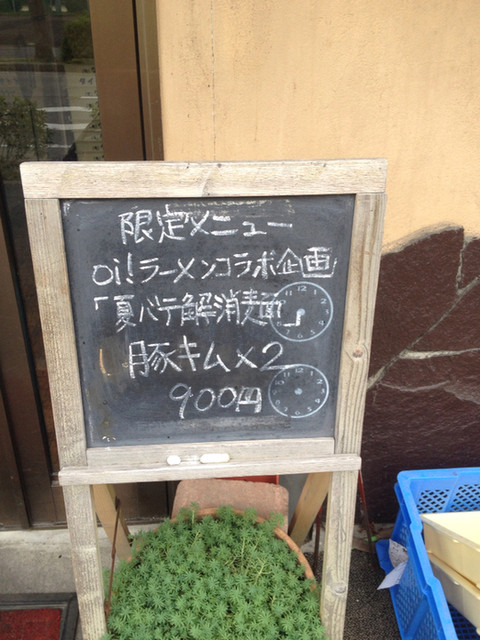 限定メニュー
oi!ラーメンコラボ企画
「夏バテ解消麺」
豚キム×2
900円